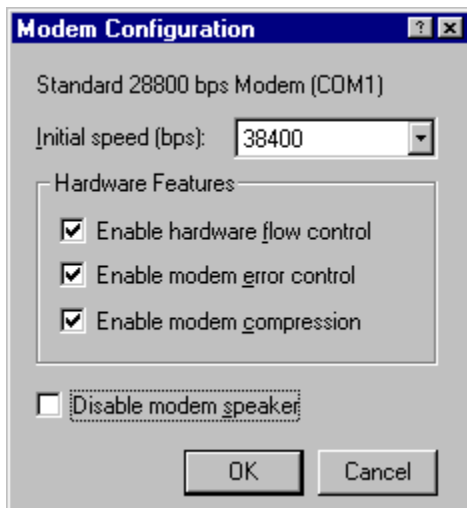 Modem Configuration
Standard 28800 bps Modem (COM1)
Initial speed (bps): 38400
Hardware Features
Enable hardware flow control
Enable modem error control
Enable modem compression
Disable modem speaker
OK Cancel